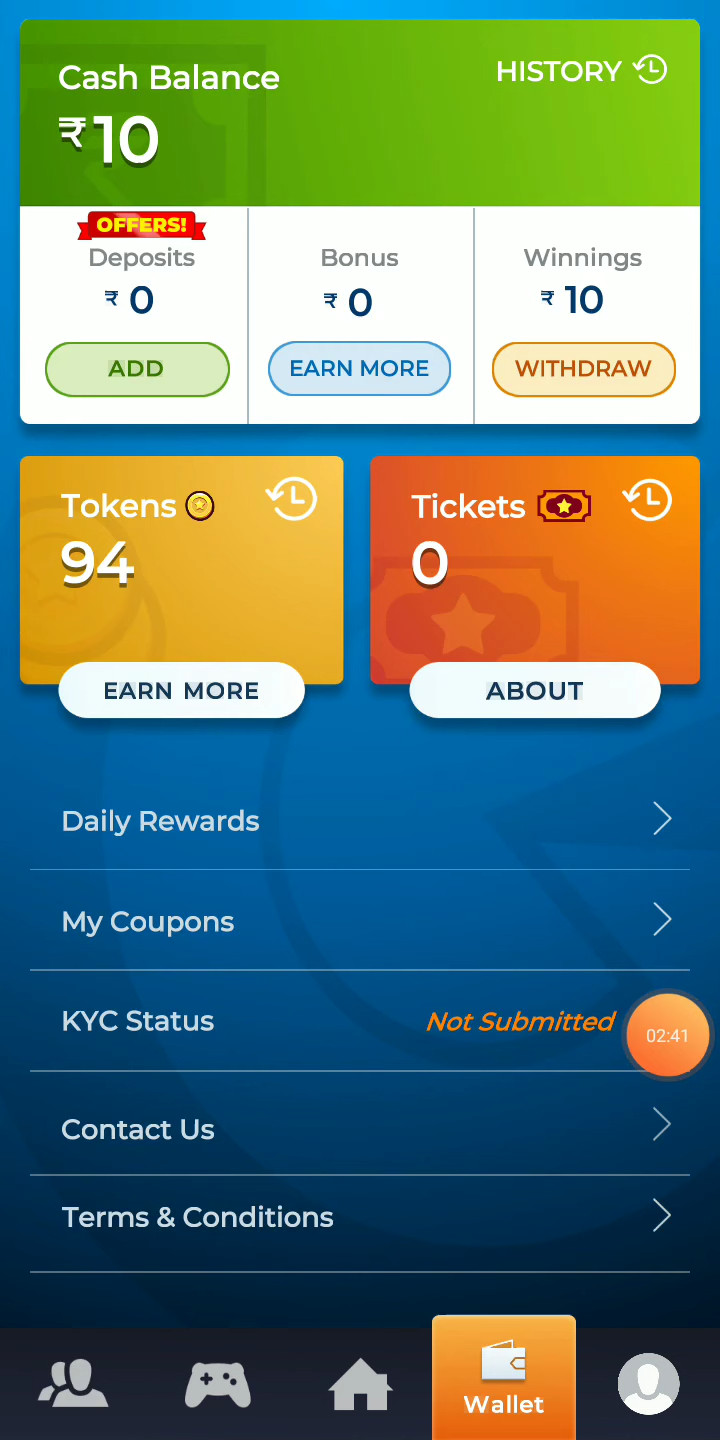 Cash Balance
HISTORY
₹10
OFFERS!
Deposits
₹ 0
ADD
Bonus
₹ 0
EARN MORE
Winnings
₹ 10
WITHDRAW
Tokens
94
EARN MORE
Tickets
0
ABOUT
Daily Rewards
My Coupons
KYC Status Not Submitted
02:41
Contact Us
Terms & Conditions
Wallet